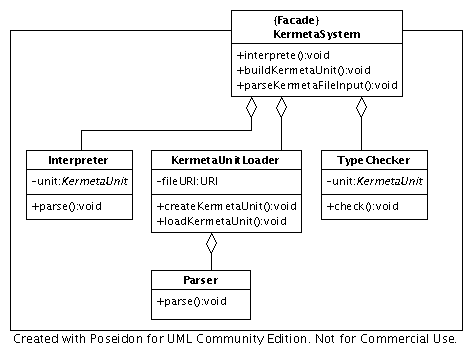 {Facade}
KermetaSystem
+interprete():void
+buildKermetaUnit():void
+parseKermetaFileInput():void
Interpreter
-unit:KermetaUnit
+parse():void
KermetaUnitLoader
-fileURI:URI
+createKermetaUnit():void
+loadKermetaUnit():void
TypeChecker
-unit:KermetaUnit
+check():void
Parser
+parse():void
Created with Poseidon for UML Community Edition. Not for Commercial Use.